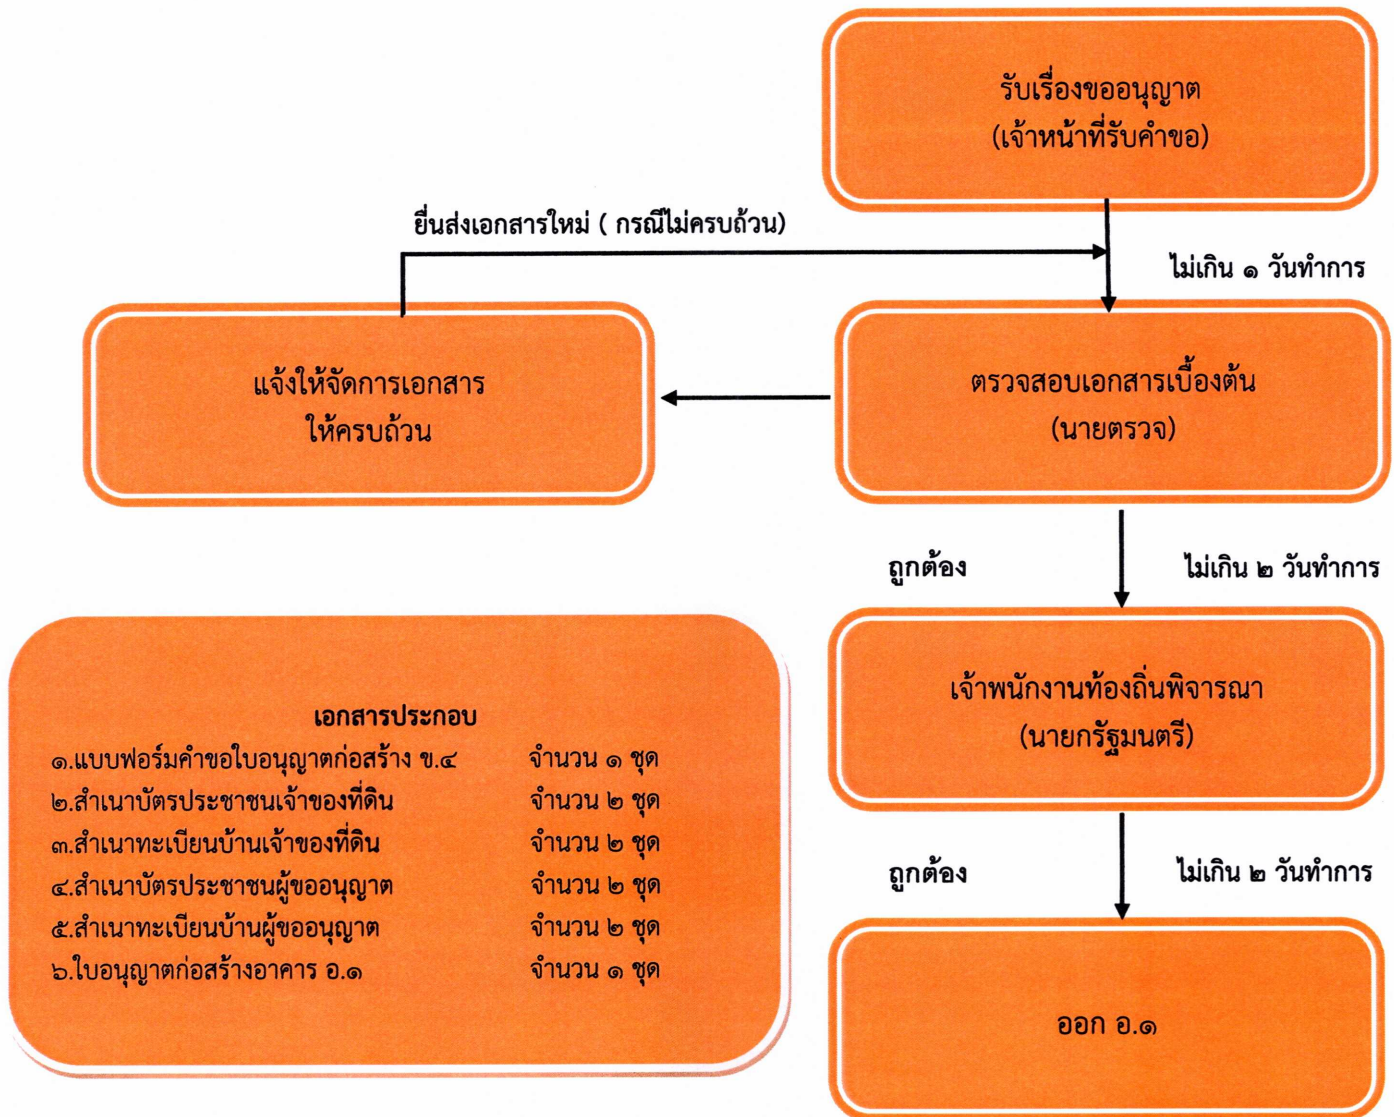 รับเรื่องขออนุญาต
(เจ้าหน้าที่รับคำขอ)
ยื่นส่งเอกสารใหม่ ( กรณีไม่ครบถ้วน)
ไม่เกิน ๑ วันทำการ
แจ้งให้จัดการเอกสาร
ให้ครบถ้วน
ตรวจสอบเอกสารเบื้องต้น
(นายตรวจ)
ถูกต้อง
ไม่เกิน ๒ วันทำการ
เจ้าพนักงานท้องถิ่นพิจารณา
(นายกรัฐมนตรี)
ถูกต้อง
ไม่เกิน ๒ วันทำการ
ออก อ.๑
เอกสารประกอบ
๑.แบบฟอร์มคำขอใบอนุญาตก่อสร้าง ข.๔ จำนวน ๑ ชุด
๒.สำเนาบัตรประชาชนเจ้าของที่ดิน จำนวน ๒ ชุด
๓.สำเนาทะเบียนบ้านเจ้าของที่ดิน จำนวน ๒ ชุด
๔.สำเนาบัตรประชาชนผู้ขออนุญาต จำนวน ๒ ชุด
๕.สำเนาทะเบียนบ้านผู้ขออนุญาต จำนวน ๒ ชุด
๖.ใบอนุญาตก่อสร้างอาคาร อ.๑ จำนวน ๑ ชุด